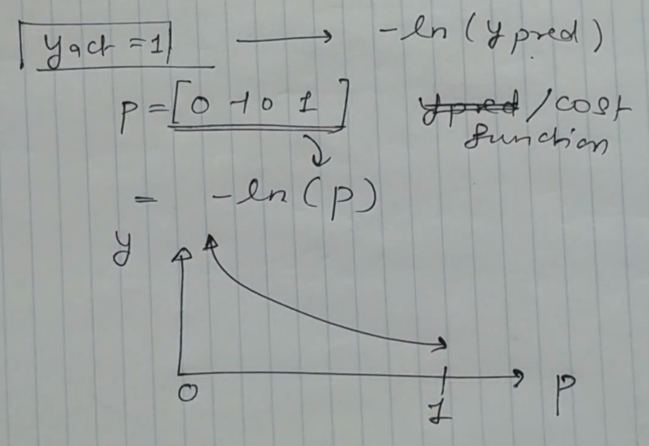 yact = 1 → -ln (ypred)
p = [0 to 1] ypred / cost
function
= -ln (p)
y
0 1 p